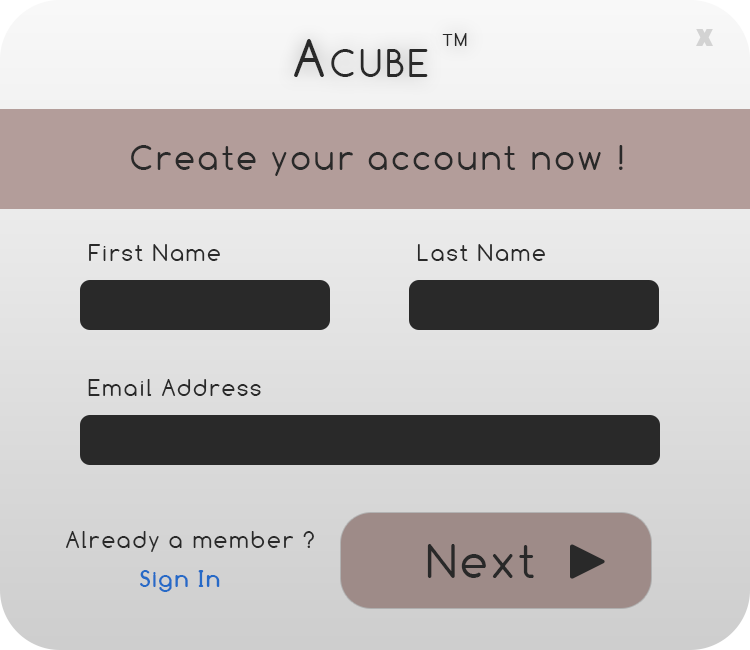 ACUBE ™
X
Create your account now !
First Name
Last Name
Email Address
Already a member ?
Sign In
Next